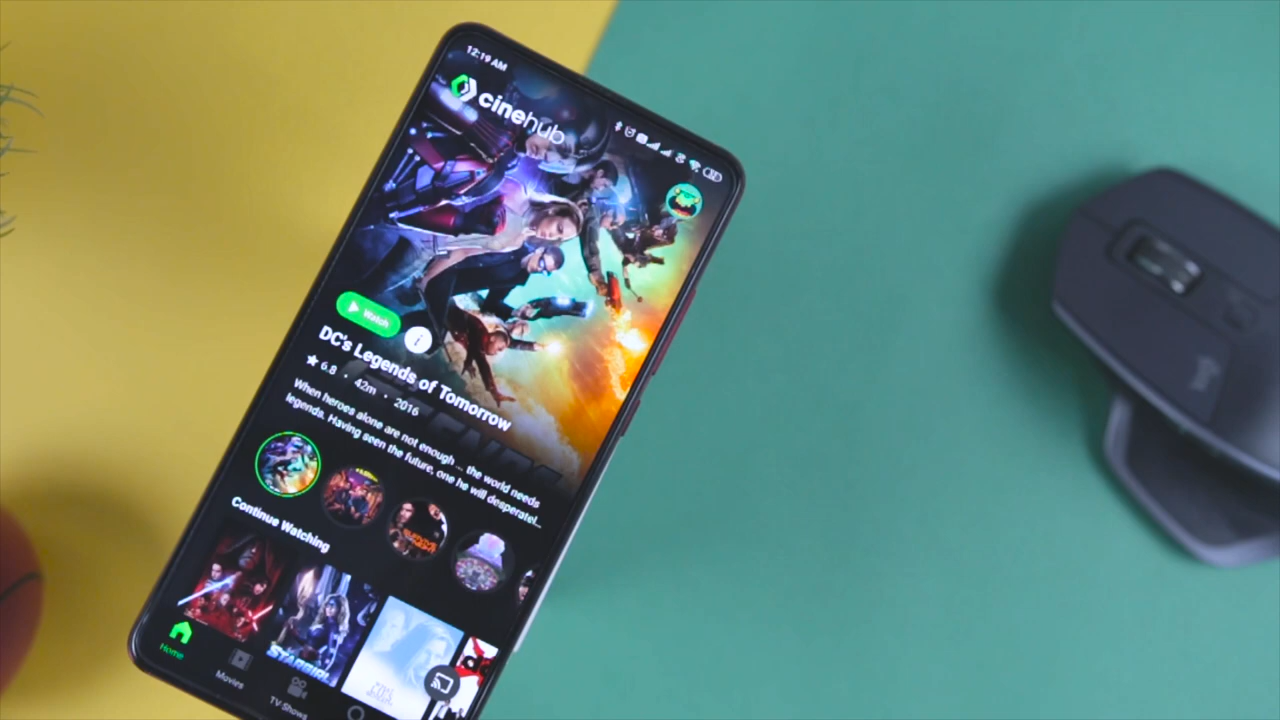 12:19 AM
cinehub
Watch
i
DC's Legends of Tomorrow
★ 6.8 • 42m • 2016
When heroes alone are not enough ... the world needs
legends. Having seen the future, one he will desperatel...
Continue Watching
STARGIRL
Home
Movies
TV Shows